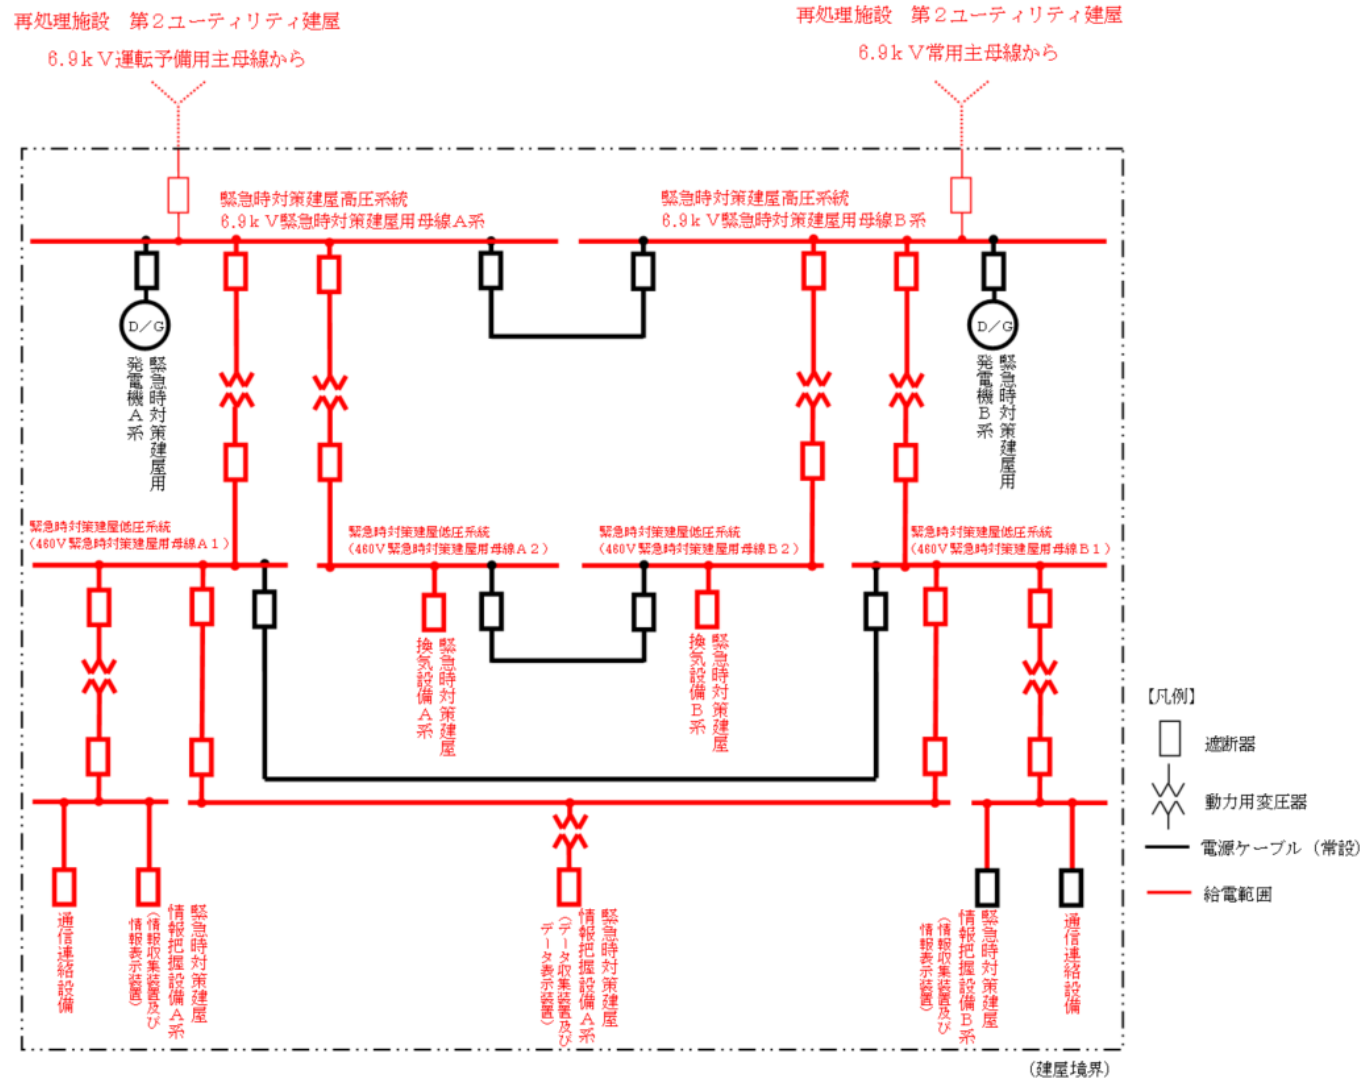 再処理施設　第２ユーティリティ建屋
6.9ｋＶ運転予備用主母線から
再処理施設　第２ユーティリティ建屋
6.9ｋＶ常用主母線から
緊急時対策建屋高圧系統
6.9ｋＶ緊急時対策建屋用母線Ａ系
緊急時対策建屋高圧系統
6.9ｋＶ緊急時対策建屋用母線Ｂ系
D／G
緊急時対策建屋用
発電機Ａ系
D／G
緊急時対策建屋用
発電機Ｂ系
緊急時対策建屋低圧系統
（460Ｖ緊急時対策建屋用母線Ａ１）
緊急時対策建屋低圧系統
（460Ｖ緊急時対策建屋用母線Ａ２）
緊急時対策建屋低圧系統
（460Ｖ緊急時対策建屋用母線Ｂ２）
緊急時対策建屋低圧系統
（460Ｖ緊急時対策建屋用母線Ｂ１）
緊急時対策建屋
換気設備Ａ系
緊急時対策建屋
換気設備Ｂ系
通信連絡設備
緊急時対策建屋
情報把握設備Ａ系
（情報収集装置及び
情報表示装置）
緊急時対策建屋
情報把握設備Ａ系
（データ収集装置及び
データ表示装置）
緊急時対策建屋
情報把握設備Ｂ系
（情報収集装置及び
情報表示装置）
通信連絡設備
【凡例】
遮断器
動力用変圧器
電源ケーブル（常設）
給電範囲
（建屋境界）